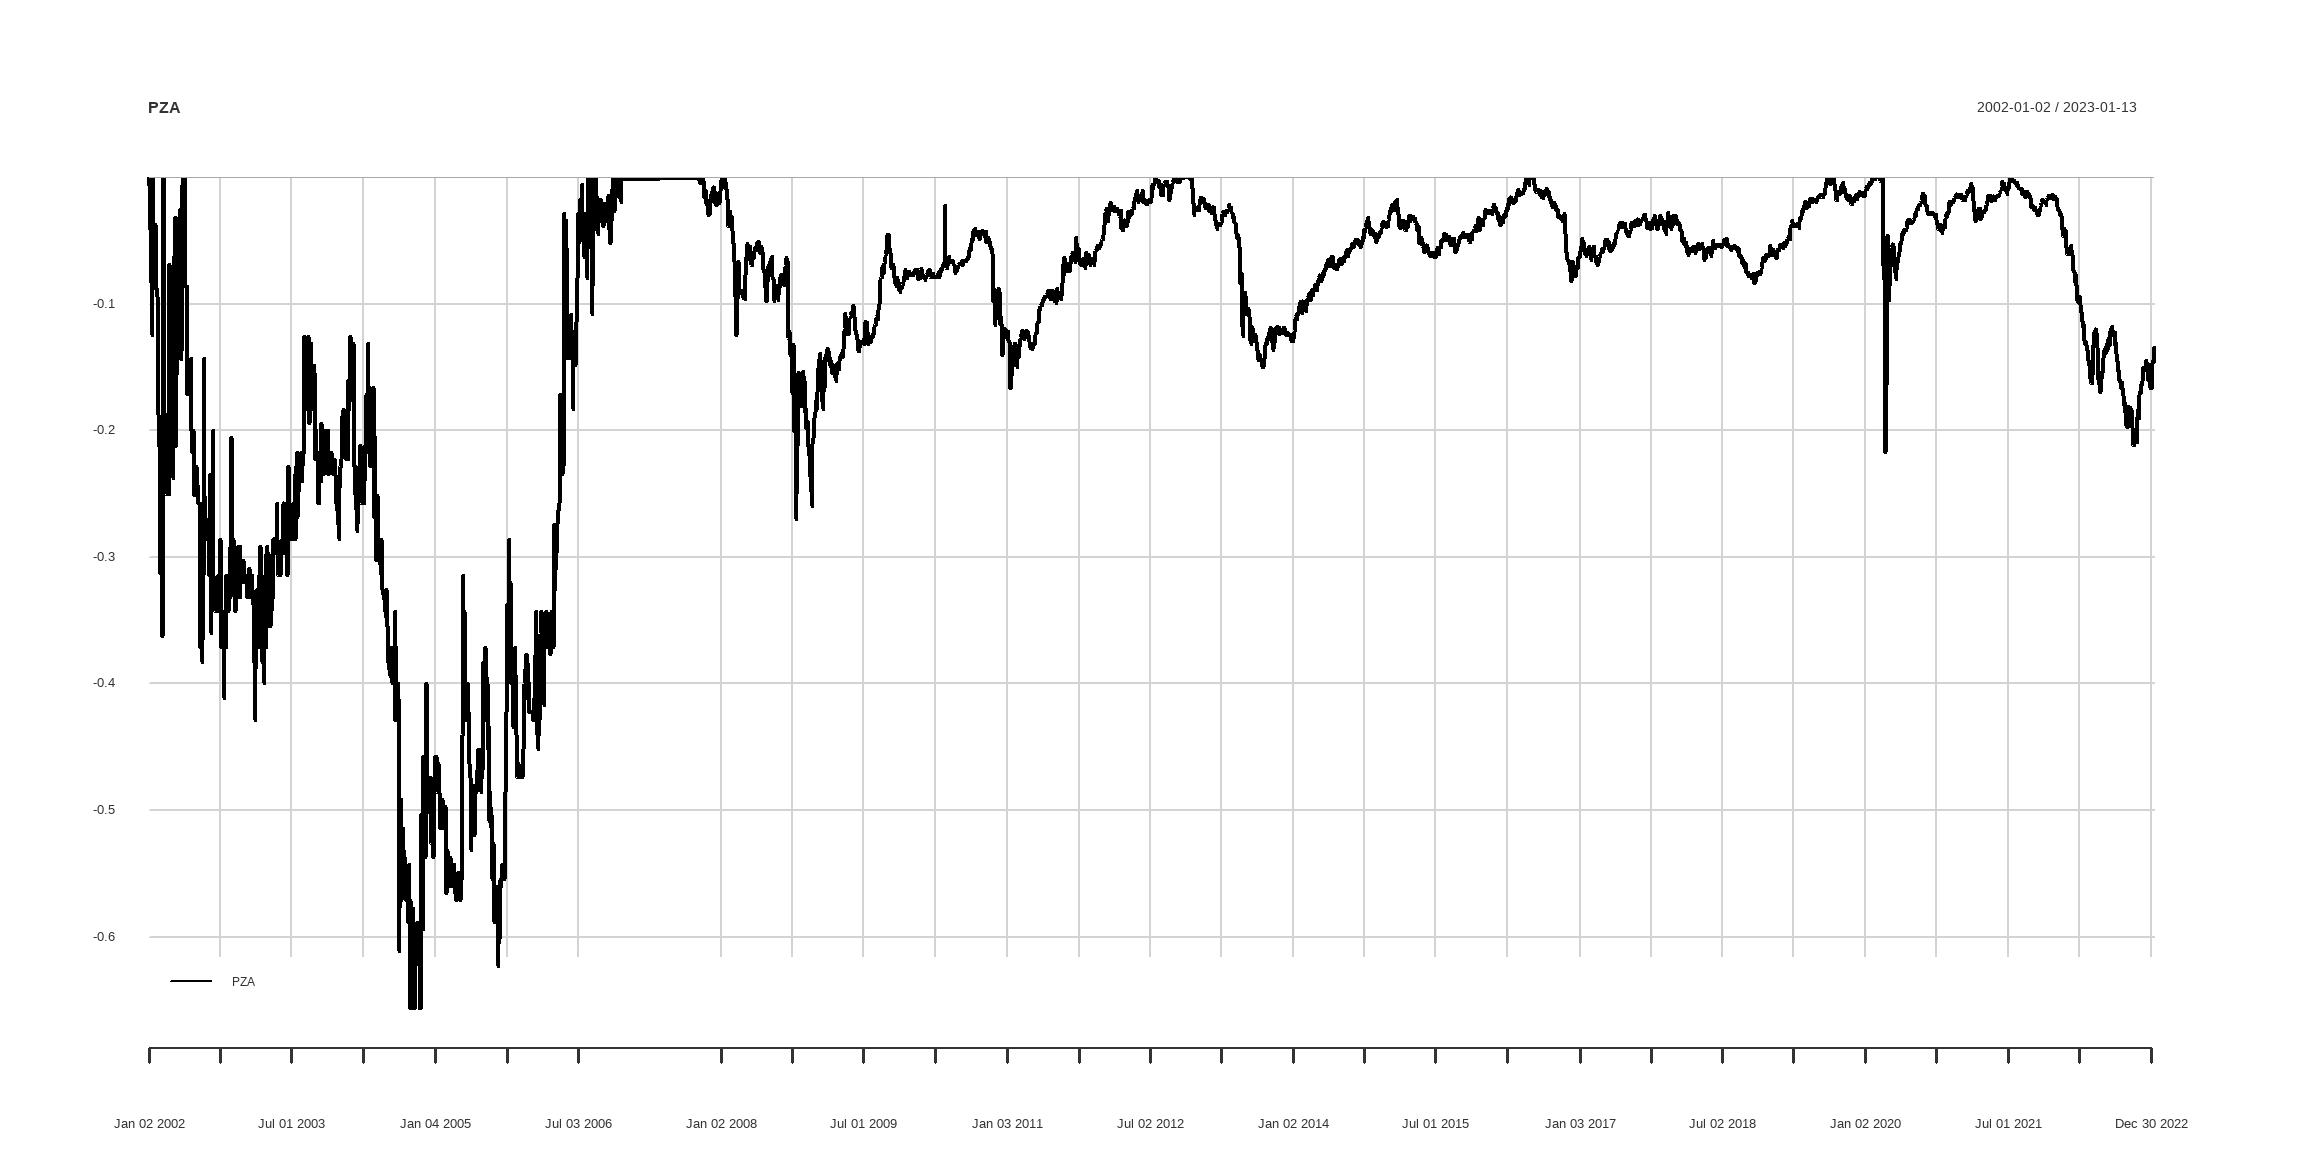 PZA
2002-01-02 / 2023-01-13
-0.1
-0.2
-0.3
-0.4
-0.5
-0.6
PZA
Jan 02 2002
Jul 01 2003
Jan 04 2005
Jul 03 2006
Jan 02 2008
Jul 01 2009
Jan 03 2011
Jul 02 2012
Jan 02 2014
Jul 01 2015
Jan 03 2017
Jul 02 2018
Jan 02 2020
Jul 01 2021
Dec 30 2022